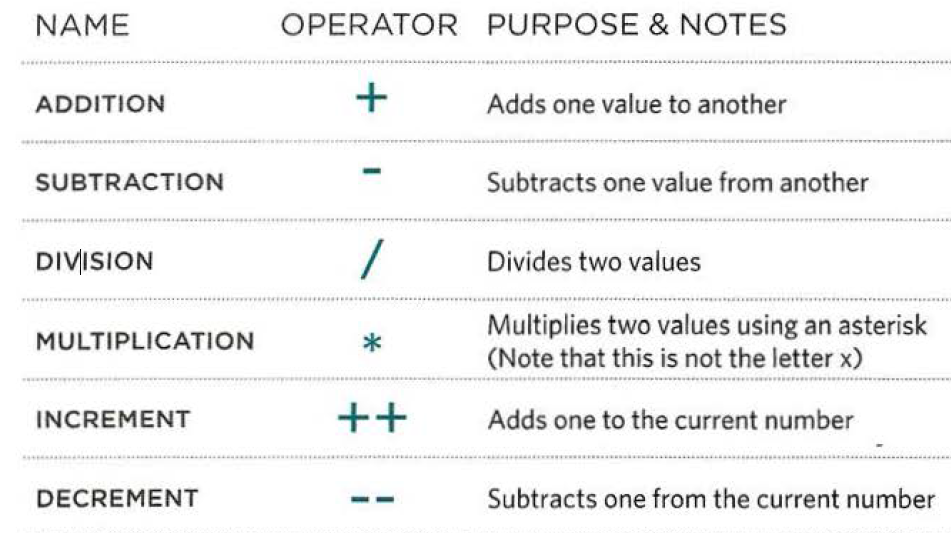 NAME OPERATOR PURPOSE & NOTES
ADDITION + Adds one value to another
SUBTRACTION - Subtracts one value from another
DIVISION / Divides two values
MULTIPLICATION * Multiplies two values using an asterisk
(Note that this is not the letter x)
INCREMENT ++ Adds one to the current number
DECREMENT -- Subtracts one from the current number